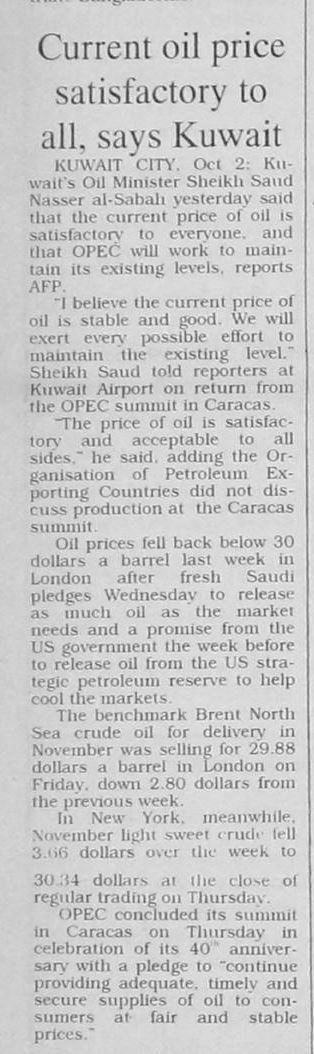 Current oil price
satisfactory to
all, says Kuwait
KUWAIT CITY, Oct 2: Ku-
wait's Oil Minister Sheikh Saud
Nasser al-Sabah yesterday said
that the current price of oil is
satisfactory to everyone, and
that OPEC will work to main-
tain its existing levels, reports
AFP.
"I believe the current price of
oil is stable and good. We will
exert every possible effort to
maintain the existing level,"
Sheikh Saud told reporters at
Kuwait Airport on return from
the OPEC summit in Caracas.
"The price of oil is satisfac-
tory and acceptable to all
sides," he said, adding the Or-
ganisation of Petroleum Ex-
porting Countries did not dis-
cuss production at the Caracas
summit.
Oil prices fell back below 30
dollars a barrel last week in
London after fresh Saudi
pledges Wednesday to release
as much oil as the market
needs and a promise from the
US government the week before
to release oil from the US stra-
tegic petroleum reserve to help
cool the markets.
The benchmark Brent North
Sea crude oil for delivery in
November was selling for 29.88
dollars a barrel in London on
Friday, down 2.80 dollars from
the previous week.
In New York, meanwhile,
November light sweet crude fell
3.66 dollars over the week to
30.34 dollars at the close of
regular trading on Thursday.
OPEC concluded its summit
in Caracas on Thursday in
celebration of its 40th anniver-
sary with a pledge to "continue
providing adequate, timely and
secure supplies of oil to con-
sumers at fair and stable
prices."